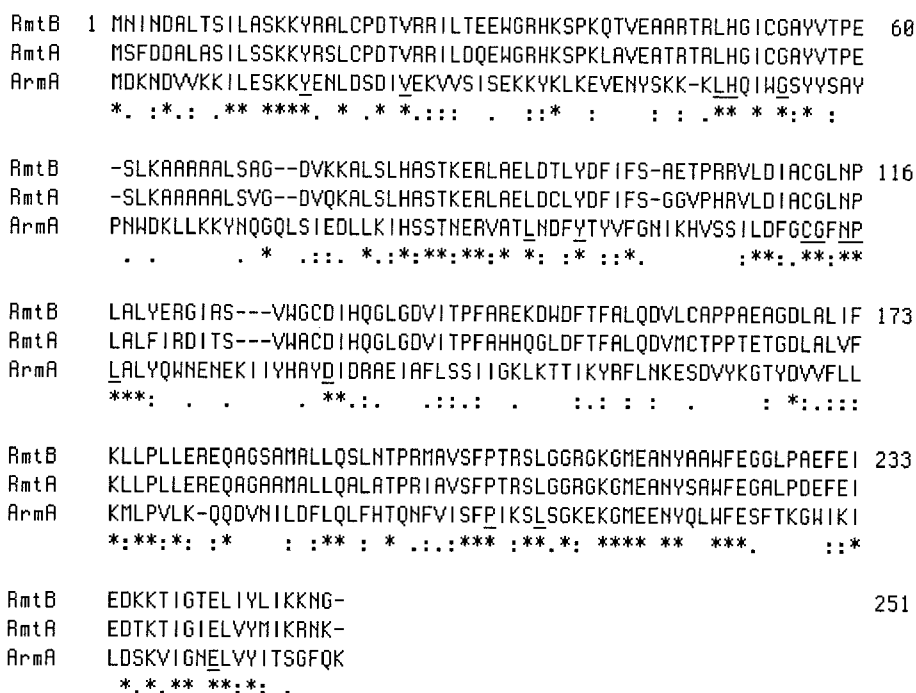 RmtB 1 MNINDALTSILASKKYRALCPDTVRRILTEEWGRHKSPKQTVEAARTRLHGICGAYVTPE 60
RmtA MSFDDALASILSSKKYRSLCPDTVRRILDQEWGRHKSPKLAVEATRTRLHGICGAYVTPE
ArmA MDKNDVVKKILESKKYENLDSDIVEKVVSISEKKYKLKEVENYSKK-KLHQIWGSYYSAY
*. :*.: .** ****. * .* *.:::  .  ::*  :   : : .** * *:* :
RmtB -SLKAAAAALSAG--DVKKALSLHASTKERLAELDTLYDFIFS-AETPRRVLDIACGLNP 116
RmtA -SLKAAAAALSVG--DVQKALSLHASTKERLAELDCLYDFIFS-GGVPHRVLDIACGLNP
ArmA PNWDKLLKKYNQGQLSIEDLLKIHSSTNERVATLNDFYTYVFGNIKHVSSILDFGCGFNP
. .      . *  .::. *.:*:**:**:* *: :* ::*.      :**:.**:**
RmtB LALYERGIAS---VWGCDIHQGLGDVITPFAREKDWDFTFALQDVLCAPPAEAGDLALIF 173
RmtA LALFIRDITS---VWACDIHQGLGDVITPFAHHQGLDFTFALQDVMCTPPTETGDLALVF
ArmA LALYQWNENEKIIYHAYDIDRAEIAFLSSIIGKLKTTIKYRFLNKESDVYKGTYDVVFLL
***:  .  .     . **.:.   .::.:  .    :.: : :   .      : *:.:::
RmtB KLLPLLEREQAGSAMALLQSLNTPRMAVSFPTRSLGGRGKGMEANYAAWFEGGLPAEFEI 233
RmtA KLLPLLEREQAGAAMALLQALATPRIAVSFPTRSLGGRGKGMEANYSAWFEGALPDEFEI
ArmA KMLPVLK-QQDVNILDFLQLFHTQNFVISFPIKSLSGKEKGMEENYQLWFESFTKGWIKI
*:**:*: :*    : :** : * .:.:*** :**.*: **** **  ***.     ::*
RmtB EDKKTIGTELIYLIKKNG- 251
RmtA EDTKTIGIELVYMIKRNK-
ArmA LDSKVIGNELVYITSGFQK
*.*.** **:*: .